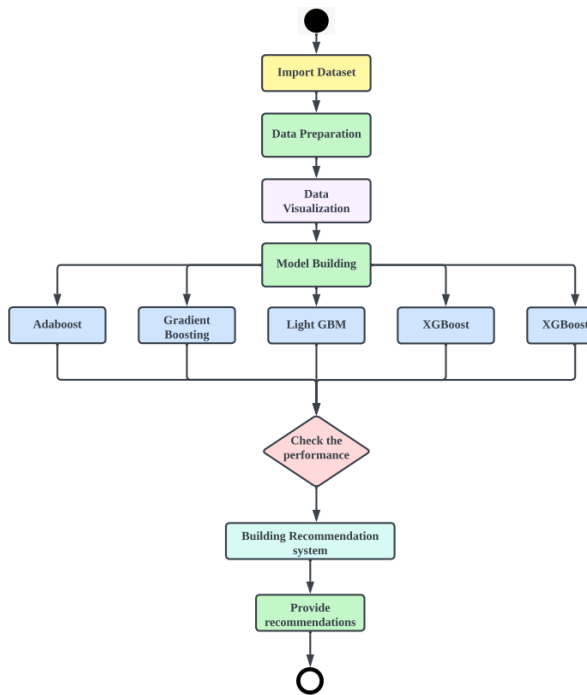 Import Dataset
Data Preparation
Data
Visualization
Model Building
Adaboost
Gradient
Boosting
Light GBM
XGBoost
XGBoost
Check the
performance
Building Recommendation
system
Provide
recommendations